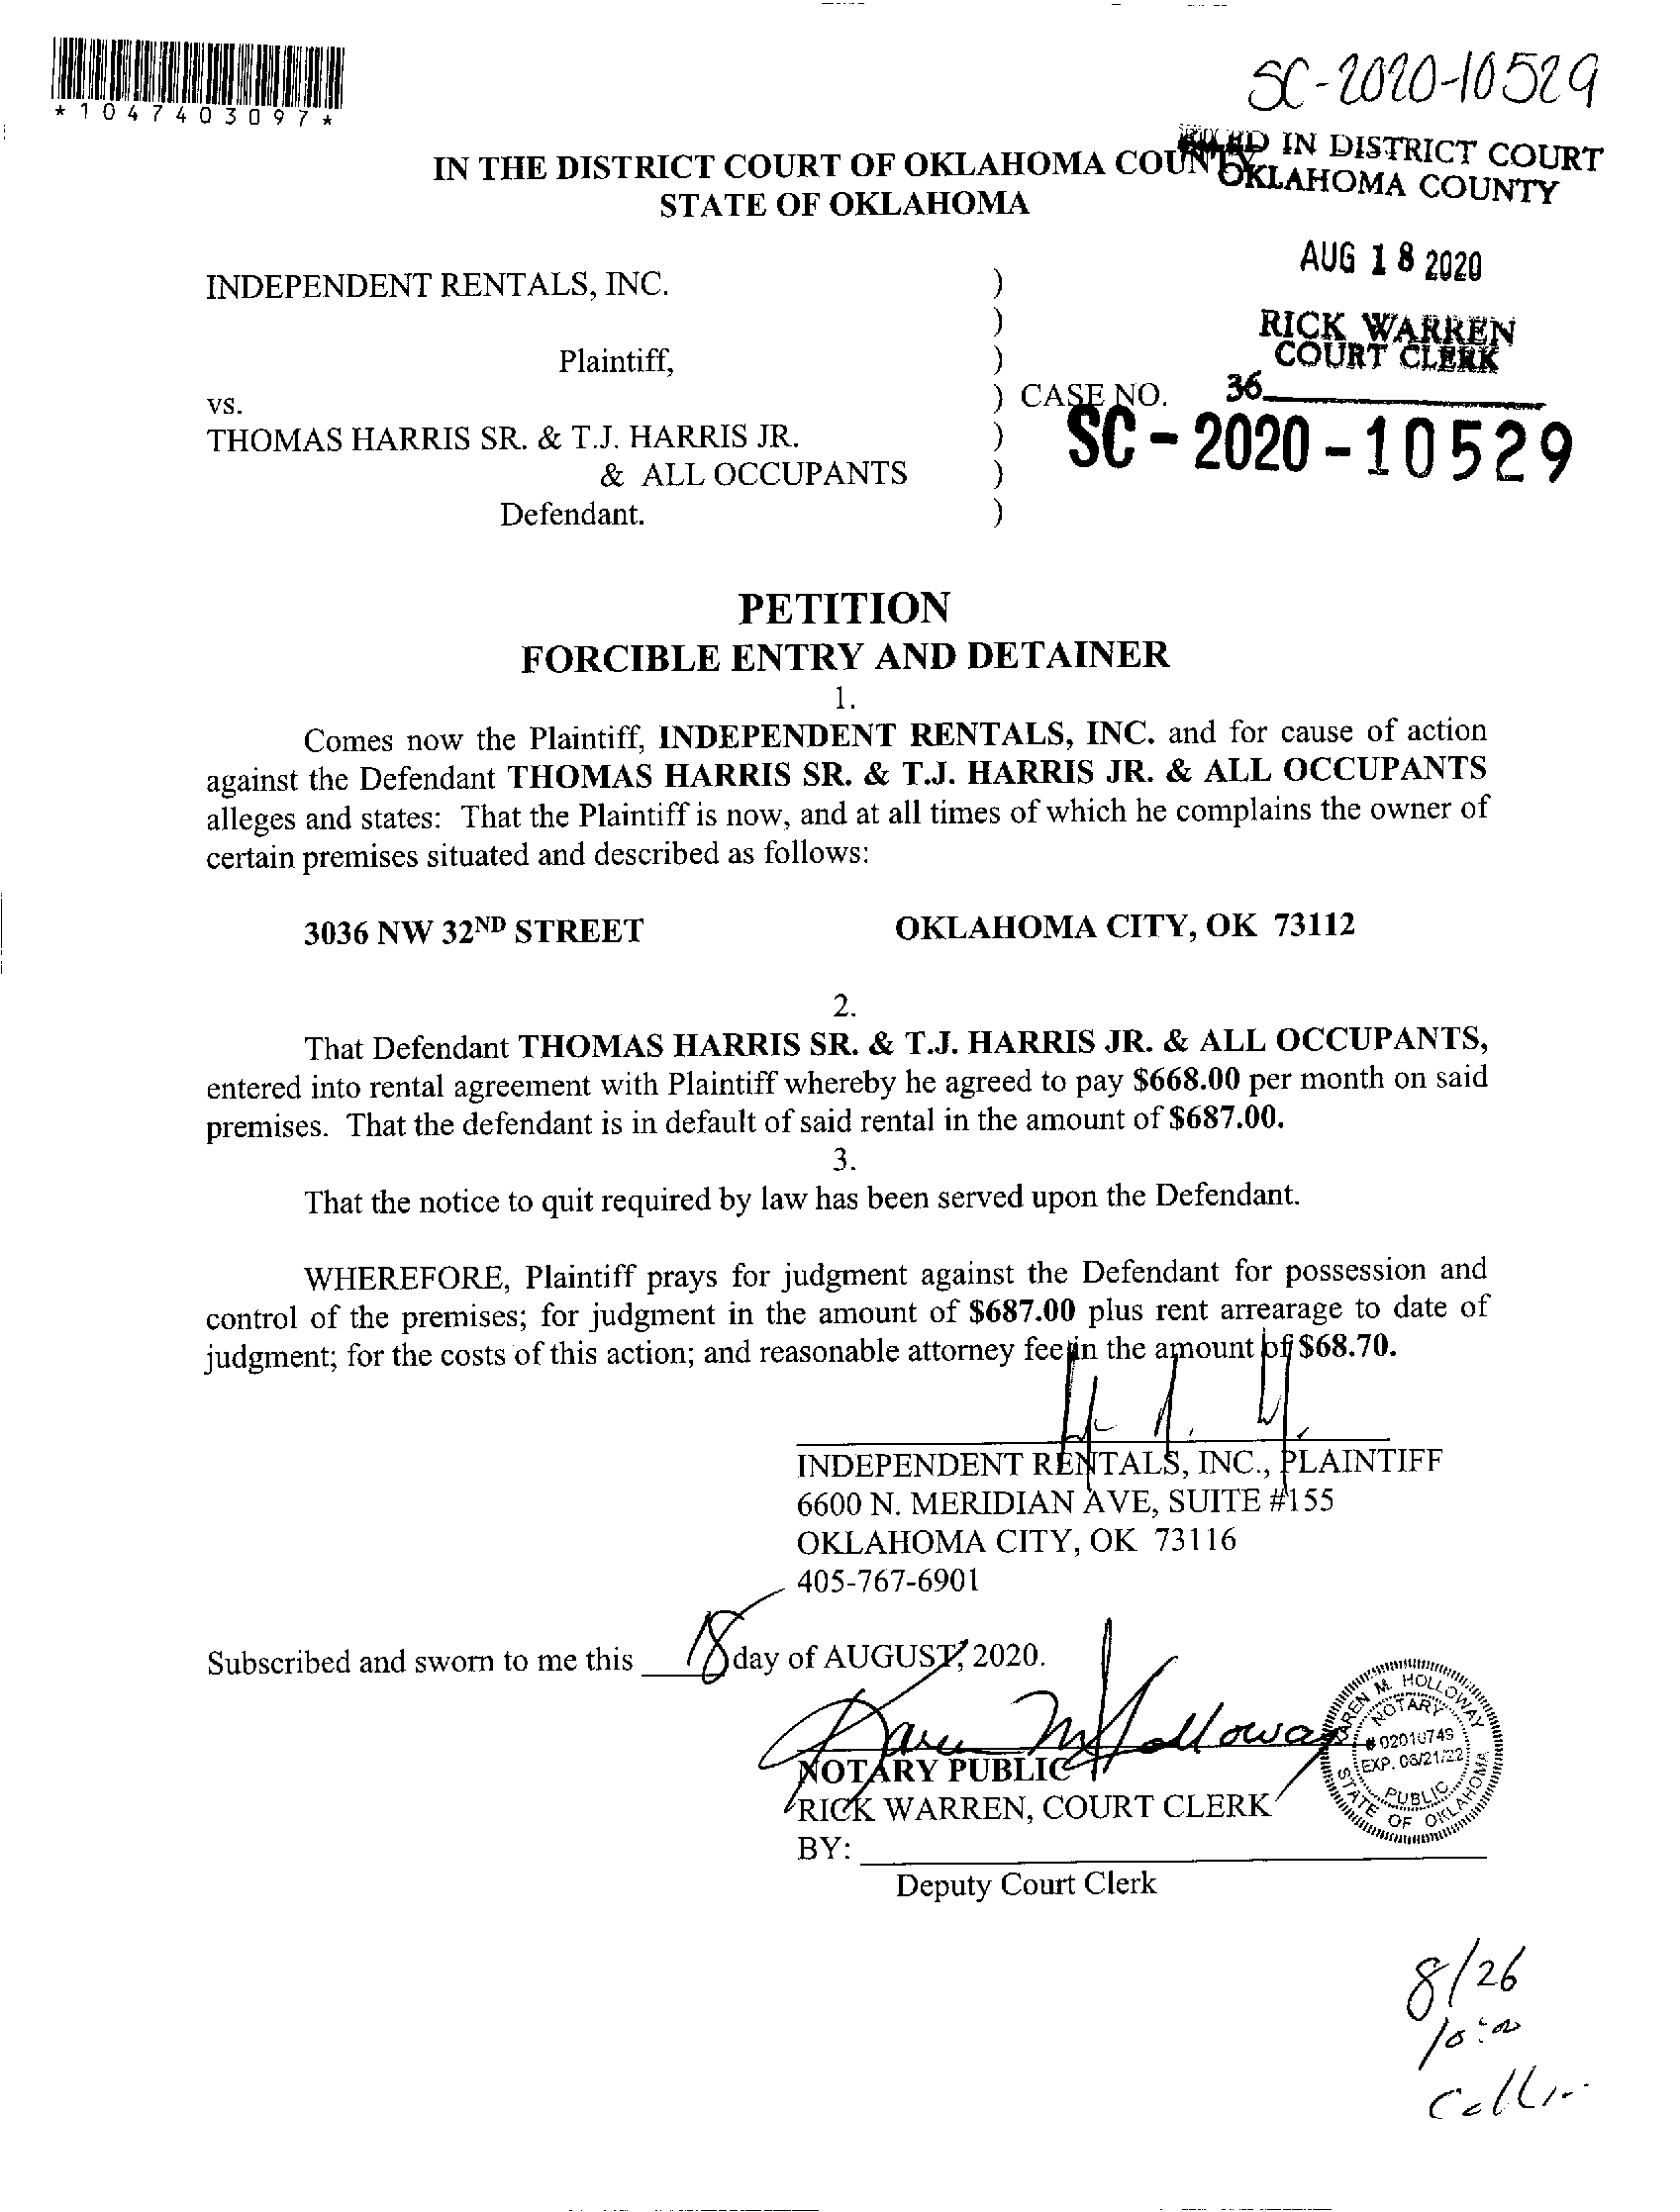 *1047403097*
SC-2020-10529
FILED IN DISTRICT COURT
OKLAHOMA COUNTY
IN THE DISTRICT COURT OF OKLAHOMA COUNTY
STATE OF OKLAHOMA
AUG 18 2020
RICK WARREN
COURT CLERK
36
INDEPENDENT RENTALS, INC. )
)
Plaintiff, )
vs. ) CASE NO.
SC-2020-10529
THOMAS HARRIS SR. & T.J. HARRIS JR. )
& ALL OCCUPANTS )
Defendant. )
PETITION
FORCIBLE ENTRY AND DETAINER
1.
Comes now the Plaintiff, INDEPENDENT RENTALS, INC. and for cause of action
against the Defendant THOMAS HARRIS SR. & T.J. HARRIS JR. & ALL OCCUPANTS
alleges and states: That the Plaintiff is now, and at all times of which he complains the owner of
certain premises situated and described as follows:
3036 NW 32ND STREET OKLAHOMA CITY, OK 73112
2.
That Defendant THOMAS HARRIS SR. & T.J. HARRIS JR. & ALL OCCUPANTS,
entered into rental agreement with Plaintiff whereby he agreed to pay $668.00 per month on said
premises. That the defendant is in default of said rental in the amount of $687.00.
3.
That the notice to quit required by law has been served upon the Defendant.
WHEREFORE, Plaintiff prays for judgment against the Defendant for possession and
control of the premises; for judgment in the amount of $687.00 plus rent arrearage to date of
judgment; for the costs of this action; and reasonable attorney fee in the amount of $68.70.
INDEPENDENT RENTALS, INC., PLAINTIFF
6600 N. MERIDIAN AVE, SUITE #155
OKLAHOMA CITY, OK 73116
405-767-6901
Subscribed and sworn to me this 18 day of AUGUST, 2020.
Karen M Holloway
NOTARY PUBLIC
RICK WARREN, COURT CLERK
BY:
Deputy Court Clerk
KAREN M. HOLLOWAY
NOTARY
# 02010749
EXP. 06/21/22
PUBLIC
STATE OF OKLAHOMA
8/26
10:00